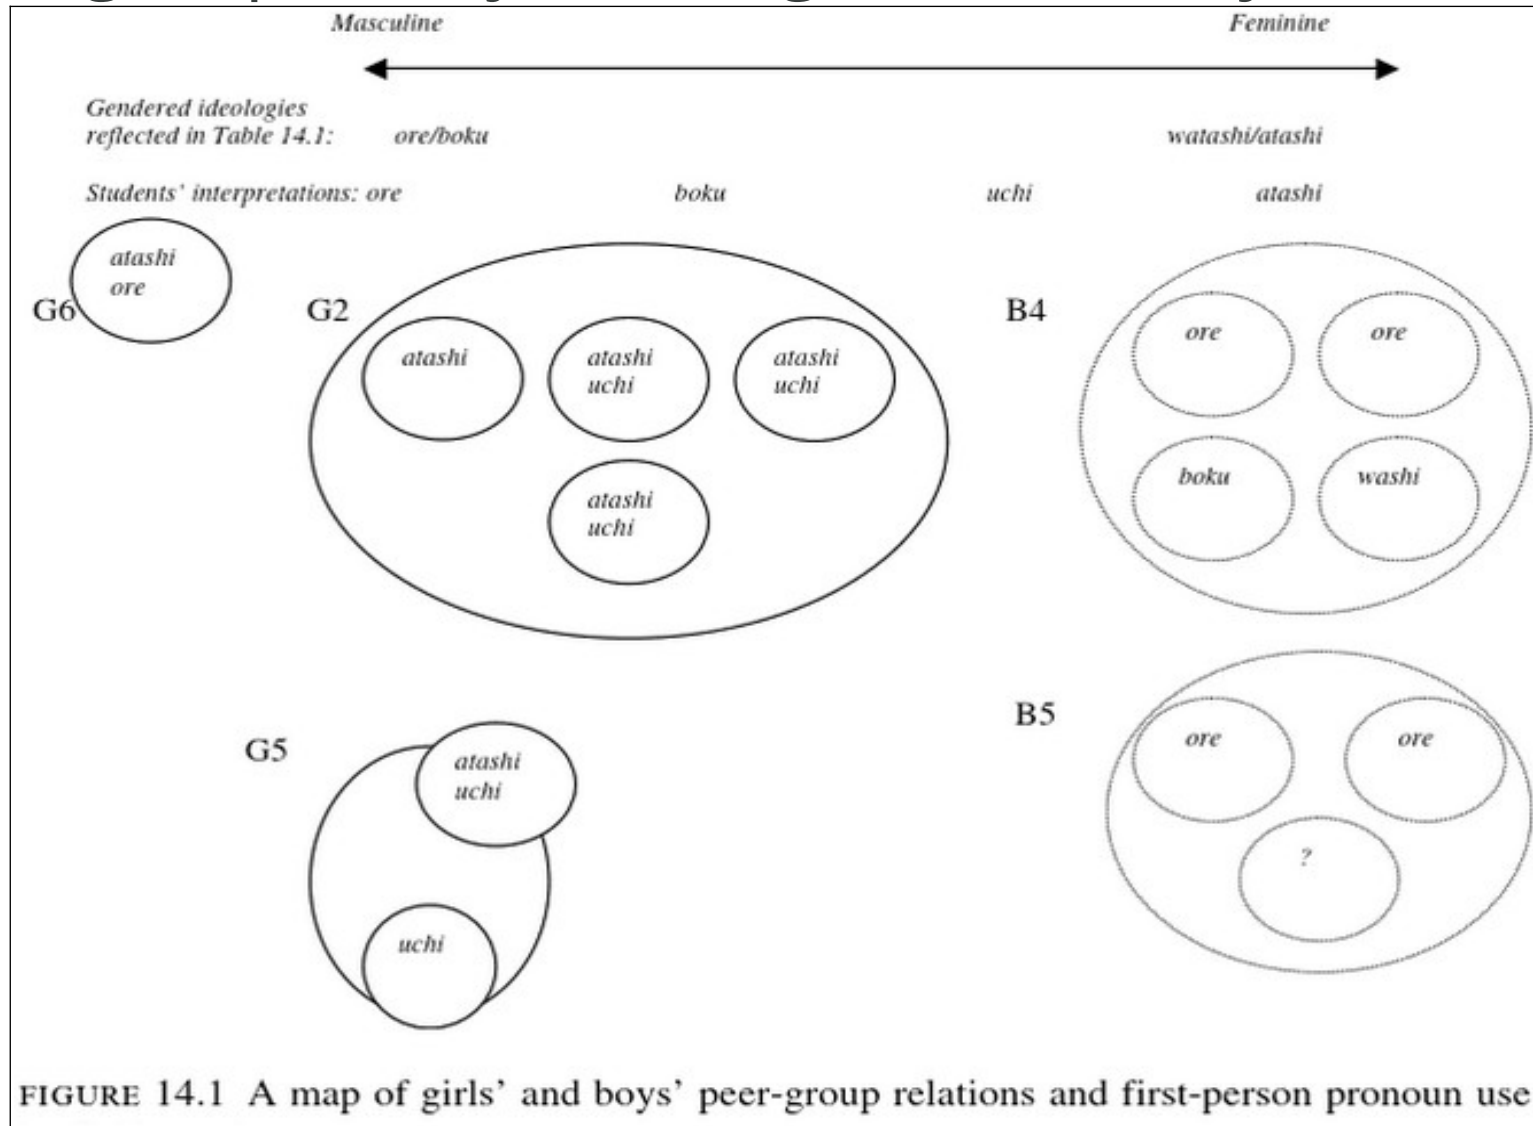 Masculine Feminine
Gendered ideologies
reflected in Table 14.1: ore/boku watashi/atashi
Students' interpretations: ore boku uchi atashi
G6
atashi
ore
G2
atashi
atashi
uchi
atashi
uchi
atashi
uchi
B4
ore
ore
boku
washi
G5
atashi
uchi
uchi
B5
ore
ore
?
FIGURE 14.1 A map of girls' and boys' peer-group relations and first-person pronoun use